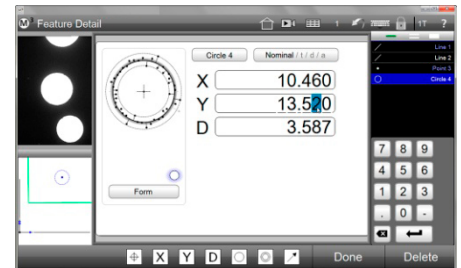 M³ Feature Detail
1 1T ?
Circle 4 Nominal / t / d / a
X 10.460
Y 13.520
D 3.587
Form
Line 1
Line 2
Point 3
Circle 4
7 8 9
4 5 6
1 2 3
. 0 -
X Y D Done Delete